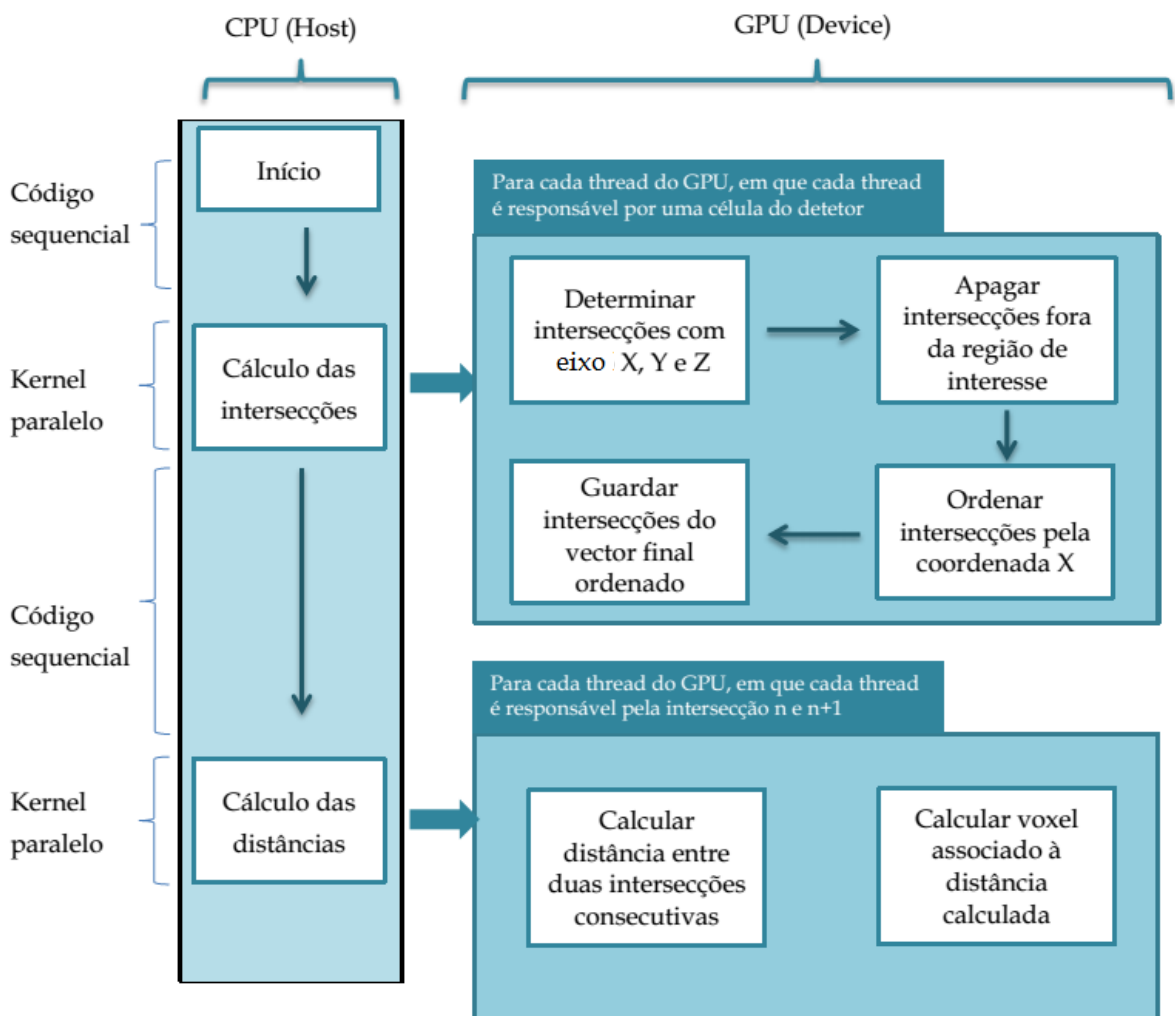 CPU (Host)
GPU (Device)
Código
sequencial
Início
Para cada thread do GPU, em que cada thread
é responsável por uma célula do detetor
Kernel
paralelo
Cálculo das
intersecções
Determinar
intersecções com
eixo X, Y e Z
Apagar
intersecções fora
da região de
interesse
Ordenar
intersecções pela
coordenada X
Guardar
intersecções do
vector final
ordenado
Código
sequencial
Kernel
paralelo
Cálculo das
distâncias
Para cada thread do GPU, em que cada thread
é responsável pela intersecção n e n+1
Calcular
distância entre
duas intersecções
consecutivas
Calcular voxel
associado à
distância
calculada